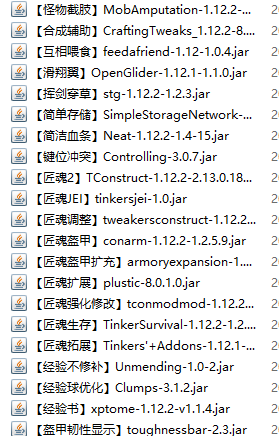 【怪物截肢】MobAmputation-1.12.2-...
【合成辅助】CraftingTweaks_1.12.2-8...
【互相喂食】feedafriend-1.12-1.0.4.jar
【滑翔翼】OpenGlider-1.12.1-1.1.0.jar
【挥剑穿草】stg-1.12.2-1.2.3.jar
【简单存储】SimpleStorageNetwork-...
【简洁血条】Neat-1.12.2-1.4-15.jar
【键位冲突】Controlling-3.0.7.jar
【匠魂2】TConstruct-1.12.2-2.13.0.18...
【匠魂JEI】tinkersjei-1.0.jar
【匠魂调整】tweakersconstruct-1.12.2...
【匠魂盔甲】conarm-1.12.2-1.2.5.9.jar
【匠魂盔甲扩充】armoryexpansion-1....
【匠魂扩展】plustic-8.0.1.0.jar
【匠魂强化修改】tconmodmod-1.12.2...
【匠魂生存】TinkerSurvival-1.12.2-1.2...
【匠魂拓展】Tinkers'+Addons-1.12.1-...
【经验不修补】Unmending-1.0-2.jar
【经验球优化】Clumps-3.1.2.jar
【经验书】xptome-1.12.2-v1.1.4.jar
【盔甲韧性显示】toughnessbar-2.3.jar